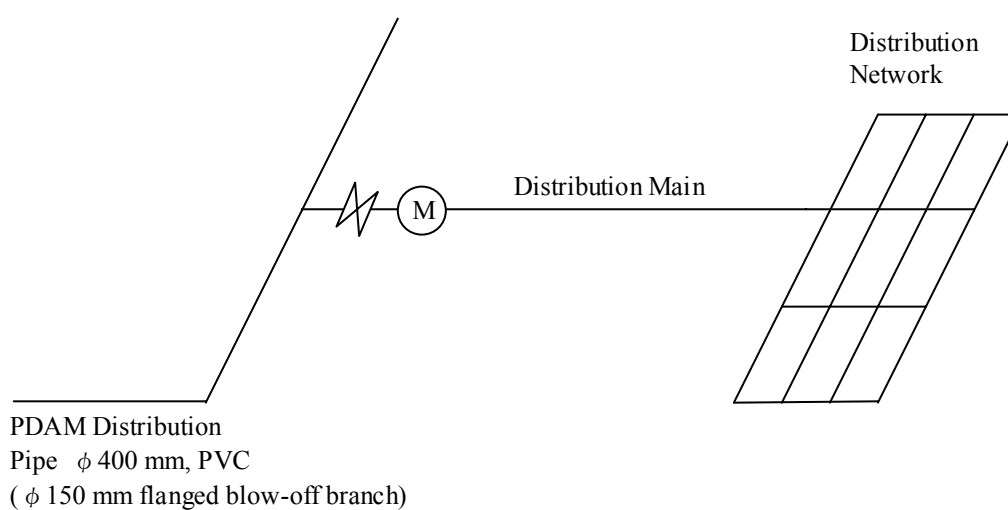 Distribution
Network
Distribution Main
M
PDAM Distribution
Pipe ϕ 400 mm, PVC
( ϕ 150 mm flanged blow-off branch)